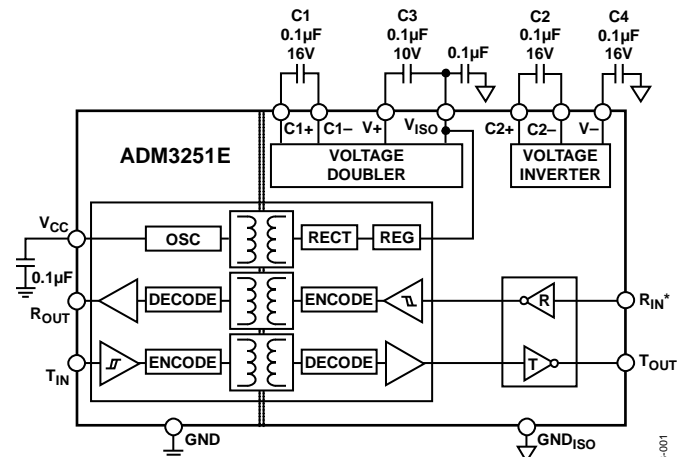 C1
0.1µF
16V
C3
0.1µF
10V
0.1µF
C2
0.1µF
16V
C4
0.1µF
16V
C1+ C1– V+ VISO C2+ C2– V–
ADM3251E
VOLTAGE
DOUBLER
VOLTAGE
INVERTER
VCC
OSC RECT REG
0.1µF
ROUT
DECODE ENCODE R RIN*
TIN
ENCODE DECODE T TOUT
GND GNDISO
-001